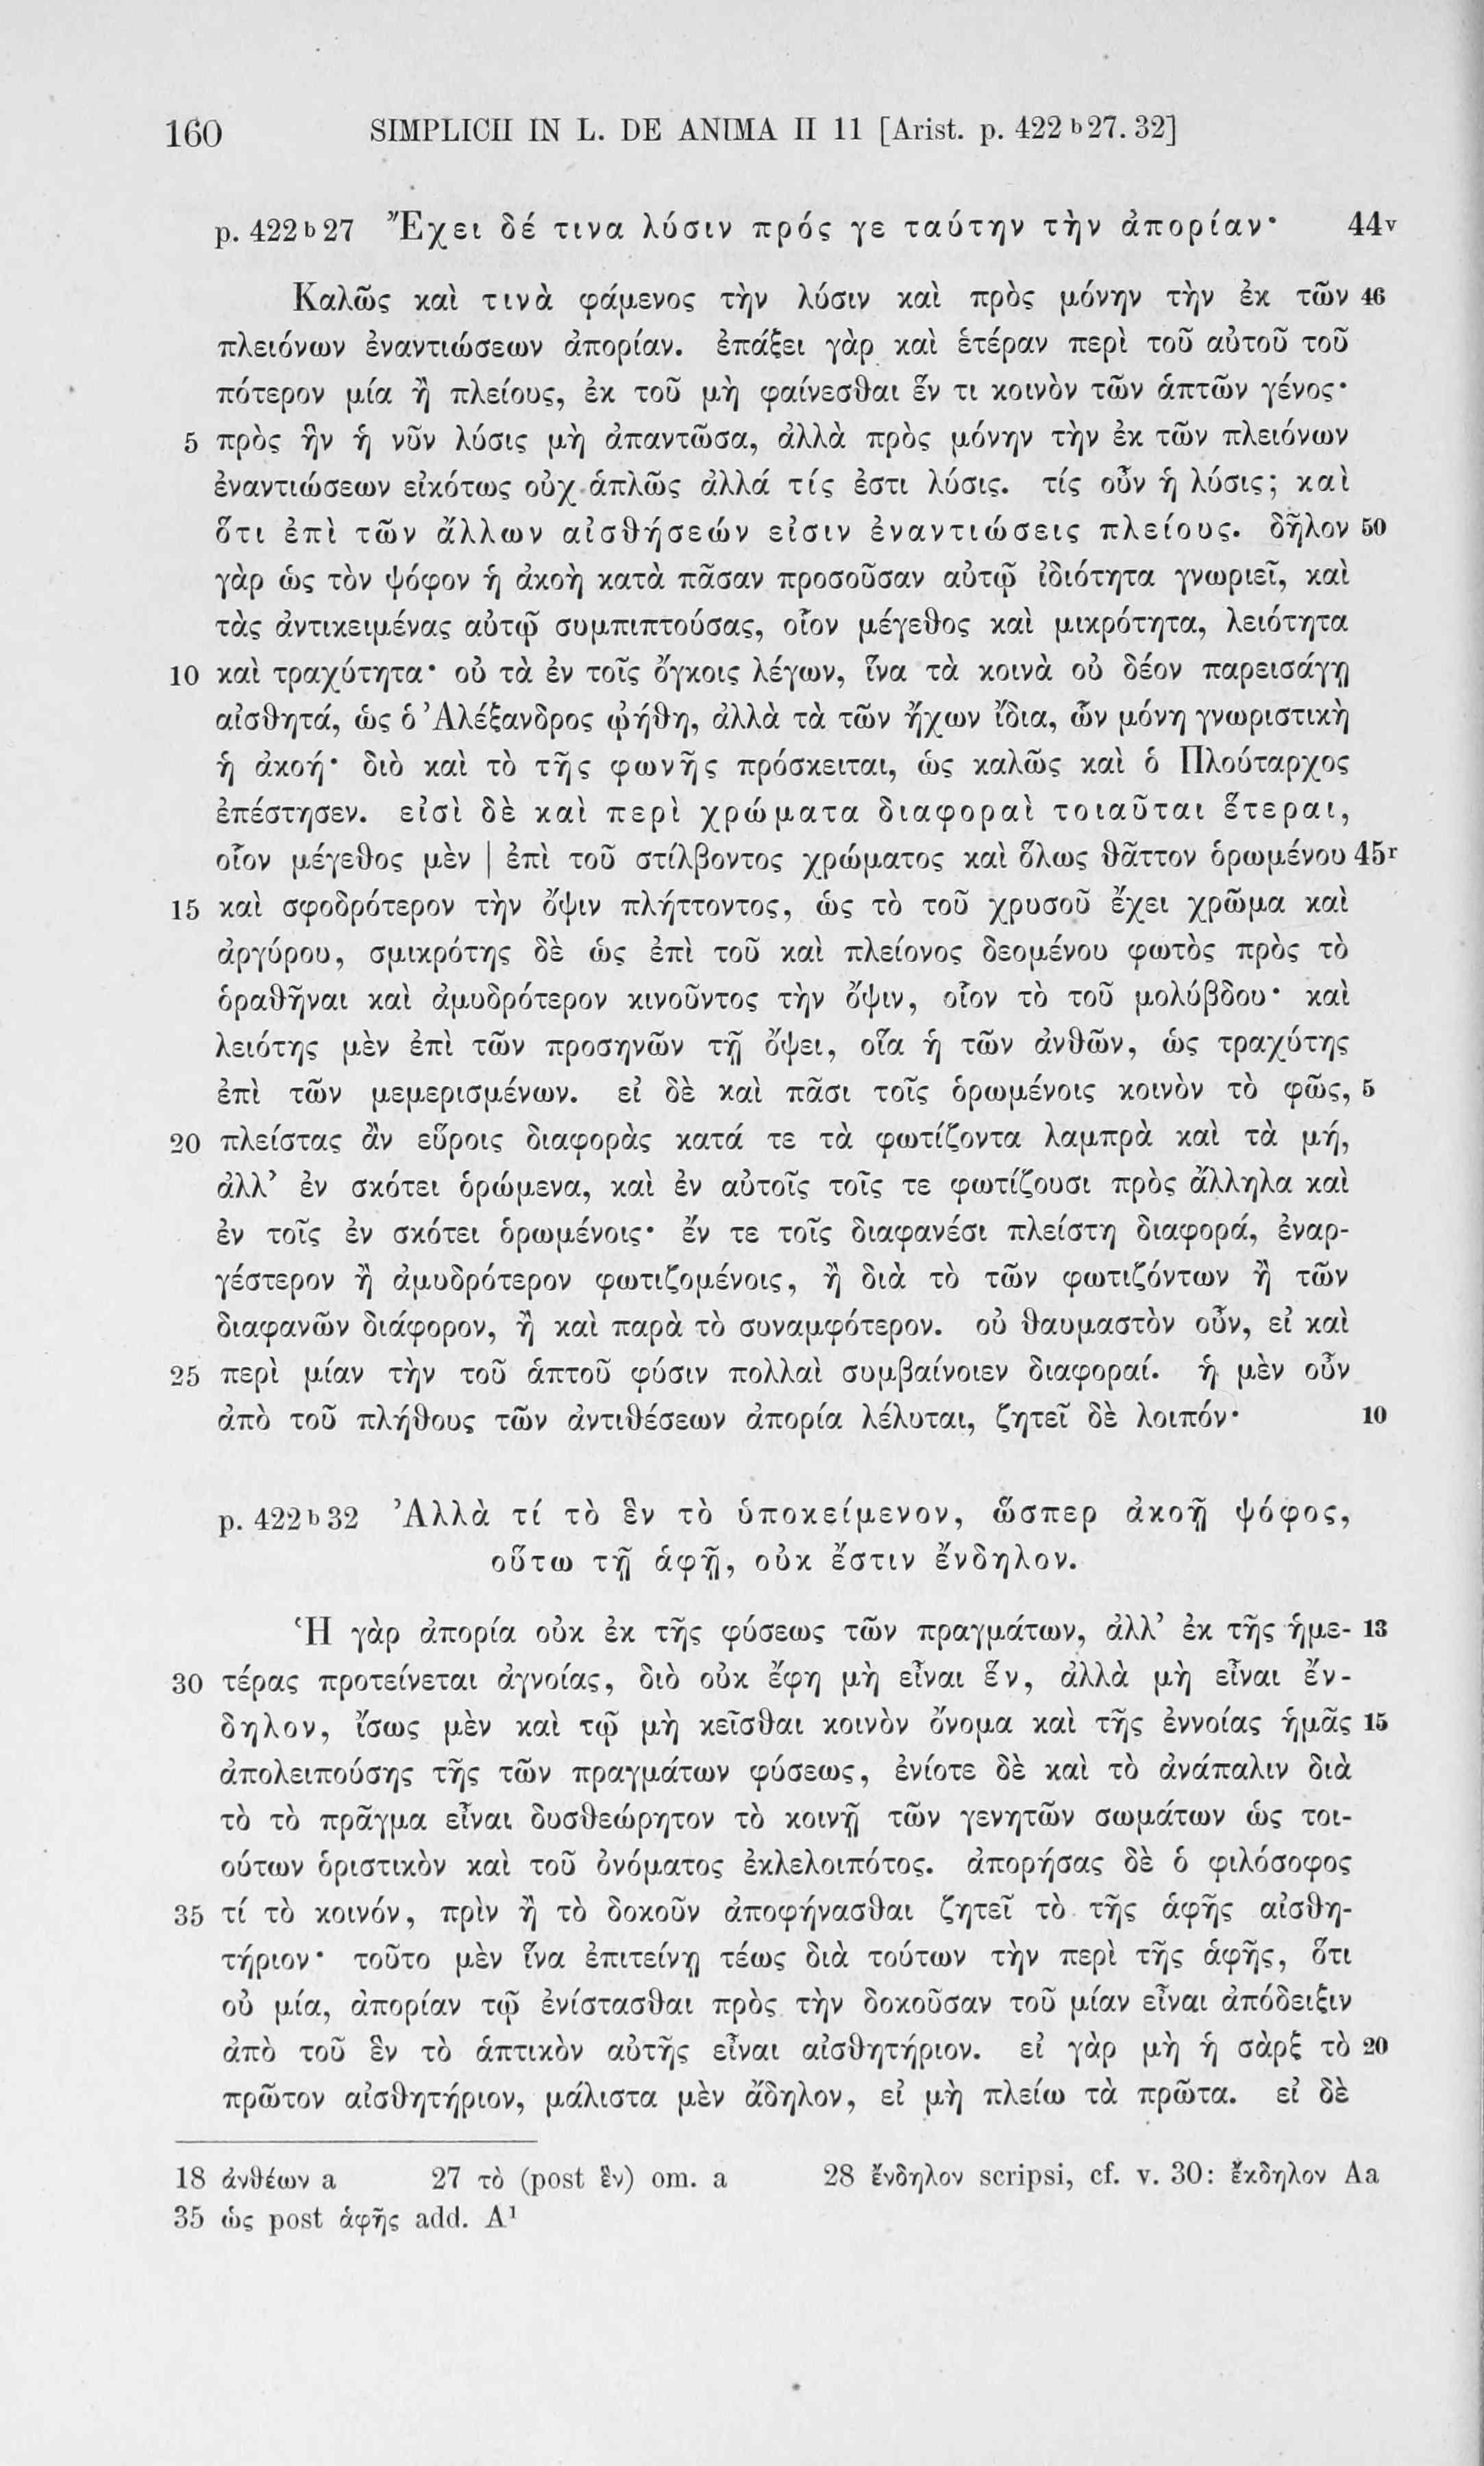 160 SIMPLICII IN L. DE ANIMA II 11 [Arist. p. 422 b 27. 32]
p. 422 b 27 Ἔχει δέ τινα λύσιν πρός γε ταύτην τὴν ἀπορίαν· 44v
Καλῶς καὶ τινὰ φάμενος τὴν λύσιν καὶ πρὸς μόνην τὴν ἐκ τῶν 46
πλειόνων ἐναντιώσεων ἀπορίαν. ἐπάξει γὰρ καὶ ἑτέραν περὶ τοῦ αὐτοῦ τοῦ
πότερον μία ἢ πλείους, ἐκ τοῦ μὴ φαίνεσθαι ἕν τι κοινὸν τῶν ἁπτῶν γένος·
5 πρὸς ἣν ἡ νῦν λύσις μὴ ἀπαντῶσα, ἀλλὰ πρὸς μόνην τὴν ἐκ τῶν πλειόνων
ἐναντιώσεων εἰκότως οὐχ ἁπλῶς ἀλλά τίς ἐστι λύσις. τίς οὖν ἡ λύσις; καὶ
ὅτι ἐπὶ τῶν ἄλλων αἰσθήσεών εἰσιν ἐναντιώσεις πλείους. δῆλον 50
γὰρ ὡς τὸν ψόφον ἡ ἀκοὴ κατὰ πᾶσαν προσοῦσαν αὐτῷ ἰδιότητα γνωριεῖ, καὶ
τὰς ἀντικειμένας αὐτῷ συμπιπτούσας, οἷον μέγεθος καὶ μικρότητα, λειότητα
10 καὶ τραχύτητα· οὐ τὰ ἐν τοῖς ὄγκοις λέγων, ἵνα τὰ κοινὰ οὐ δέον παρεισάγῃ
αἰσθητά, ὡς ὁ Ἀλέξανδρος ᾠήθη, ἀλλὰ τὰ τῶν ἤχων ἴδια, ὧν μόνη γνωριστικὴ
ἡ ἀκοή· διὸ καὶ τὸ τῆς φωνῆς πρόσκειται, ὡς καλῶς καὶ ὁ Πλούταρχος
ἐπέστησεν. εἰσὶ δὲ καὶ περὶ χρώματα διαφοραὶ τοιαῦται ἕτεραι,
οἷον μέγεθος μὲν | ἐπὶ τοῦ στίλβοντος χρώματος καὶ ὅλως θᾶττον ὁρωμένου 45r
15 καὶ σφοδρότερον τὴν ὄψιν πλήττοντος, ὡς τὸ τοῦ χρυσοῦ ἔχει χρῶμα καὶ
ἀργύρου, σμικρότης δὲ ὡς ἐπὶ τοῦ καὶ πλείονος δεομένου φωτὸς πρὸς τὸ
ὁραθῆναι καὶ ἀμυδρότερον κινοῦντος τὴν ὄψιν, οἷον τὸ τοῦ μολύβδου· καὶ
λειότης μὲν ἐπὶ τῶν προσηνῶν τῇ ὄψει, οἵα ἡ τῶν ἀνθῶν, ὡς τραχύτης
ἐπὶ τῶν μεμερισμένων. εἰ δὲ καὶ πᾶσι τοῖς ὁρωμένοις κοινὸν τὸ φῶς, 5
20 πλείστας ἂν εὕροις διαφορὰς κατά τε τὰ φωτίζοντα λαμπρὰ καὶ τὰ μή,
ἀλλ’ ἐν σκότει ὁρώμενα, καὶ ἐν αὐτοῖς τοῖς τε φωτίζουσι πρὸς ἄλληλα καὶ
ἐν τοῖς ἐν σκότει ὁρωμένοις· ἔν τε τοῖς διαφανέσι πλείστη διαφορά, ἐναρ-
γέστερον ἢ ἀμυδρότερον φωτιζομένοις, ἢ διὰ τὸ τῶν φωτιζόντων ἢ τῶν
διαφανῶν διάφορον, ἢ καὶ παρὰ τὸ συναμφότερον. οὐ θαυμαστὸν οὖν, εἰ καὶ
25 περὶ μίαν τὴν τοῦ ἁπτοῦ φύσιν πολλαὶ συμβαίνοιεν διαφοραί. ἡ μὲν οὖν
ἀπὸ τοῦ πλήθους τῶν ἀντιθέσεων ἀπορία λέλυται, ζητεῖ δὲ λοιπόν· 10
p. 422 b 32 Ἀλλὰ τί τὸ ἓν τὸ ὑποκείμενον, ὥσπερ ἀκοῇ ψόφος,
οὕτω τῇ ἁφῇ, οὐκ ἔστιν ἔνδηλον.
Ἡ γὰρ ἀπορία οὐκ ἐκ τῆς φύσεως τῶν πραγμάτων, ἀλλ’ ἐκ τῆς ἡμε- 13
30 τέρας προτείνεται ἀγνοίας, διὸ οὐκ ἔφη μὴ εἶναι ἕν, ἀλλὰ μὴ εἶναι ἔν-
δηλον, ἴσως μὲν καὶ τῷ μὴ κεῖσθαι κοινὸν ὄνομα καὶ τῆς ἐννοίας ἡμᾶς 15
ἀπολειπούσης τῆς τῶν πραγμάτων φύσεως, ἐνίοτε δὲ καὶ τὸ ἀνάπαλιν διὰ
τὸ τὸ πρᾶγμα εἶναι δυσθεώρητον τὸ κοινῇ τῶν γενητῶν σωμάτων ὡς τοι-
ούτων ὁριστικὸν καὶ τοῦ ὀνόματος ἐκλελοιπότος. ἀπορήσας δὲ ὁ φιλόσοφος
35 τί τὸ κοινόν, πρὶν ἢ τὸ δοκοῦν ἀποφήνασθαι ζητεῖ τὸ τῆς ἁφῆς αἰσθη-
τήριον· τοῦτο μὲν ἵνα ἐπιτείνῃ τέως διὰ τούτων τὴν περὶ τῆς ἁφῆς, ὅτι
οὐ μία, ἀπορίαν τῷ ἐνίστασθαι πρὸς τὴν δοκοῦσαν τοῦ μίαν εἶναι ἀπόδειξιν
ἀπὸ τοῦ ἓν τὸ ἁπτικὸν αὐτῆς εἶναι αἰσθητήριον. εἰ γὰρ μὴ ἡ σὰρξ τὸ 20
πρῶτον αἰσθητήριον, μάλιστα μὲν ἄδηλον, εἰ μὴ πλείω τὰ πρῶτα. εἰ δὲ
18 ἀνθέων a 27 τὸ (post ἓν) om. a 28 ἔνδηλον scripsi, cf. v. 30: ἔκδηλον Aa
35 ὡς post ἁφῆς add. A¹